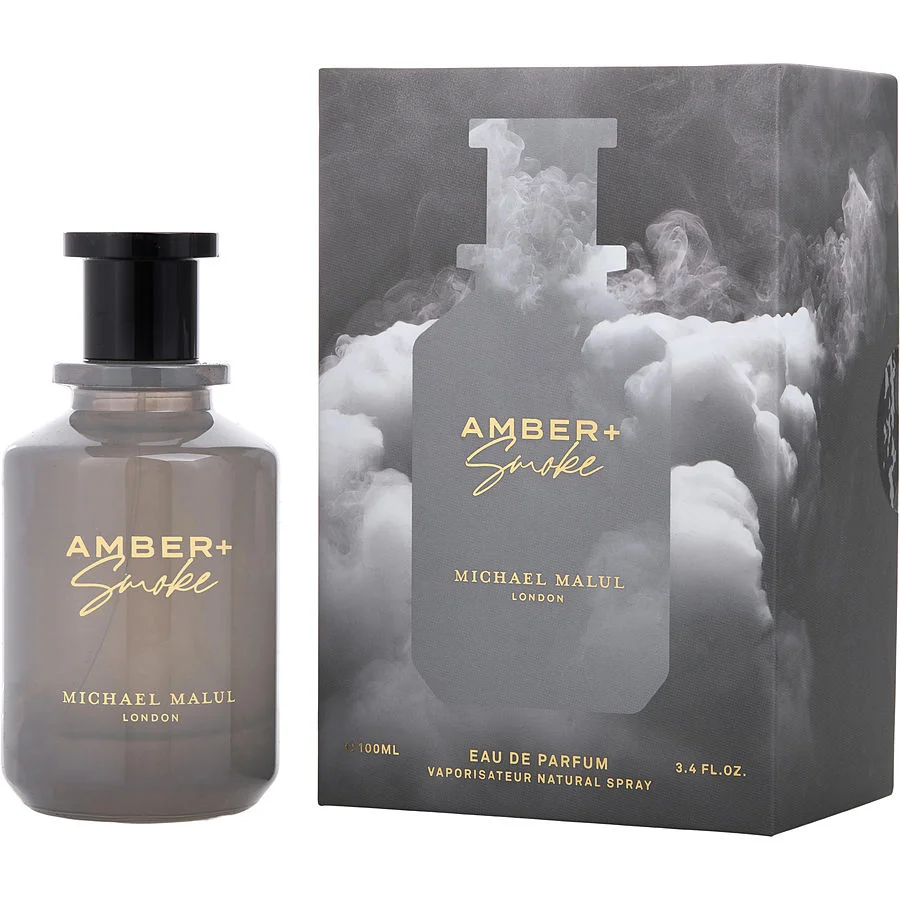 AMBER+
Smoke
MICHAEL MALUL
LONDON
AMBER+
Smoke
MICHAEL MALUL
LONDON
100ML
EAU DE PARFUM
VAPORISATEUR NATURAL SPRAY
3.4 FL.OZ.